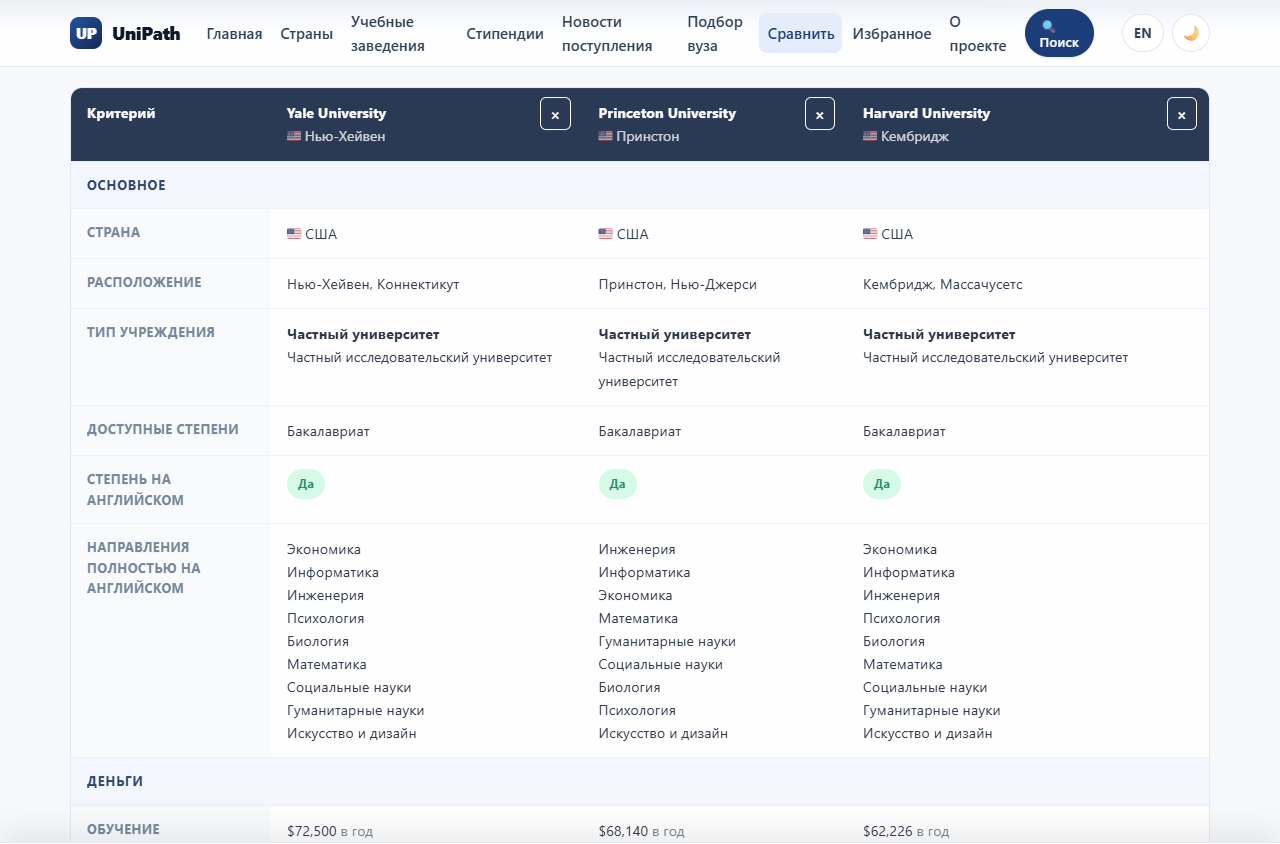 UP UniPath Главная Страны Учебные заведения Стипендии Новости поступления Подбор вуза Сравнить Избранное О проекте Поиск EN
Критерий Yale University × Princeton University × Harvard University ×
Нью-Хейвен Принстон Кембридж
ОСНОВНОЕ
СТРАНА США США США
РАСПОЛОЖЕНИЕ Нью-Хейвен, Коннектикут Принстон, Нью-Джерси Кембридж, Массачусетс
ТИП УЧРЕЖДЕНИЯ Частный университет Частный университет Частный университет
Частный исследовательский университет Частный исследовательский Частный исследовательский университет
университет
ДОСТУПНЫЕ СТЕПЕНИ Бакалавриат Бакалавриат Бакалавриат
СТЕПЕНЬ НА Да Да Да
АНГЛИЙСКОМ
НАПРАВЛЕНИЯ Экономика Инженерия Экономика
ПОЛНОСТЬЮ НА Информатика Информатика Информатика
АНГЛИЙСКОМ Инженерия Экономика Инженерия
Психология Математика Психология
Биология Гуманитарные науки Биология
Математика Социальные науки Математика
Социальные науки Биология Социальные науки
Гуманитарные науки Психология Гуманитарные науки
Искусство и дизайн Искусство и дизайн Искусство и дизайн
ДЕНЬГИ
ОБУЧЕНИЕ $72,500 в год $68,140 в год $62,226 в год